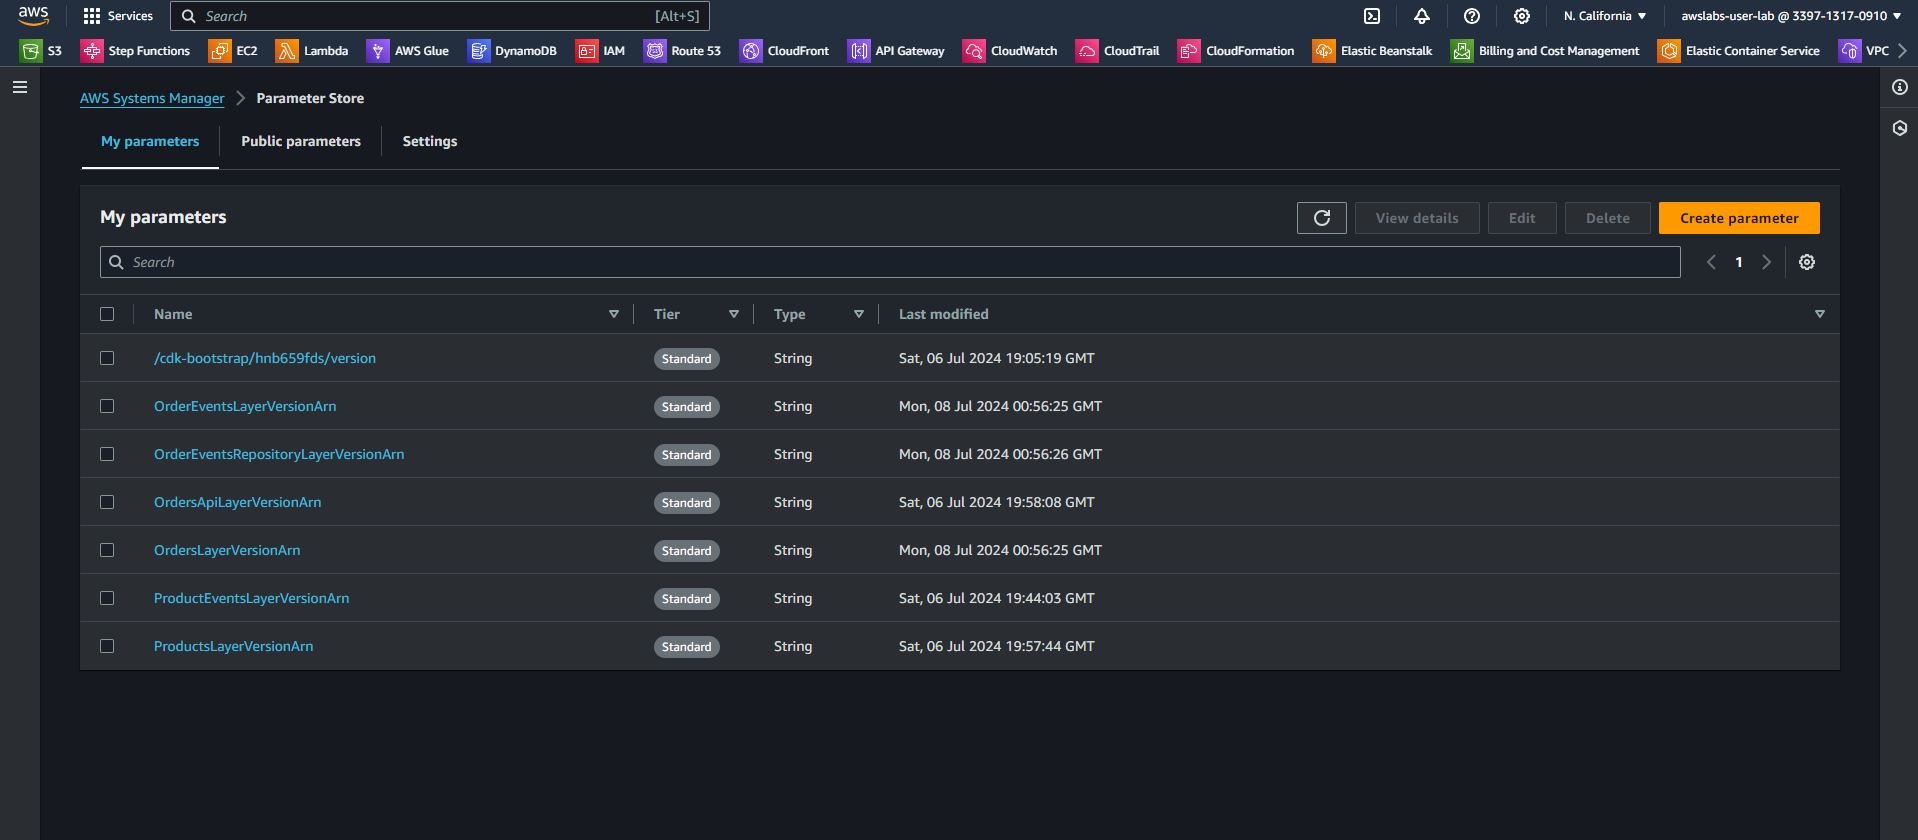 aws Services Search [Alt+S] N. California awslabs-user-lab @ 3397-1317-0910
S3 Step Functions EC2 Lambda AWS Glue DynamoDB IAM Route 53 CloudFront API Gateway CloudWatch CloudTrail CloudFormation Elastic Beanstalk Billing and Cost Management Elastic Container Service VPC
AWS Systems Manager Parameter Store
My parameters Public parameters Settings
My parameters View details Edit Delete Create parameter
Search 1
Name Tier Type Last modified
/cdk-bootstrap/hnb659fds/version Standard String Sat, 06 Jul 2024 19:05:19 GMT
OrderEventsLayerVersionArn Standard String Mon, 08 Jul 2024 00:56:25 GMT
OrderEventsRepositoryLayerVersionArn Standard String Mon, 08 Jul 2024 00:56:26 GMT
OrdersApiLayerVersionArn Standard String Sat, 06 Jul 2024 19:58:08 GMT
OrdersLayerVersionArn Standard String Mon, 08 Jul 2024 00:56:25 GMT
ProductEventsLayerVersionArn Standard String Sat, 06 Jul 2024 19:44:03 GMT
ProductsLayerVersionArn Standard String Sat, 06 Jul 2024 19:57:44 GMT